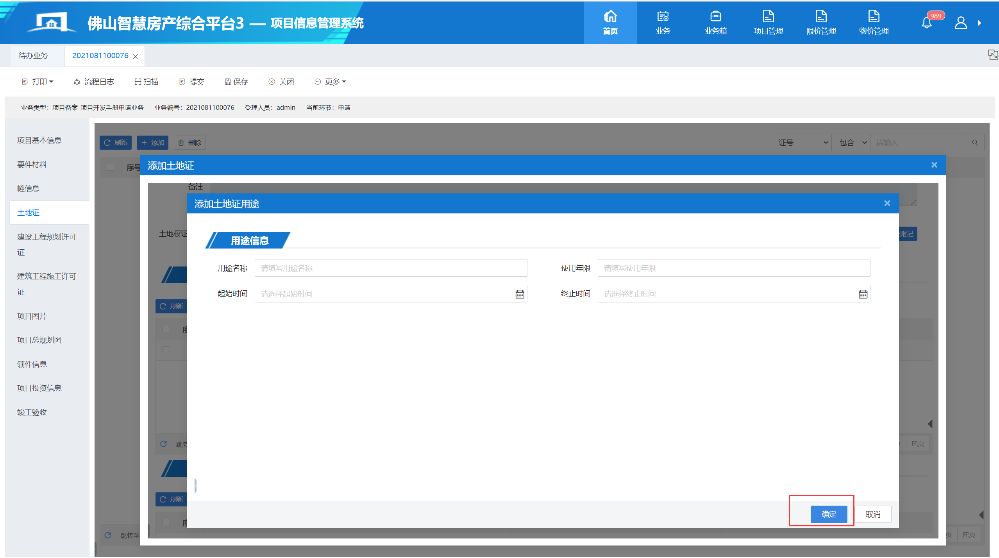 佛山智慧房产综合平台3 — 项目信息管理系统
首页
业务
业务箱
项目管理
限价管理
物价管理
989
待办业务
2021081100076
打印
流程日志
扫描
提交
保存
关闭
更多
业务类型：项目备案-项目开发手册申请业务 业务编号：2021081100076 受理人员：admin 当前环节：申请
项目基本信息
要件材料
幢信息
土地证
建设工程规划许可
证
建筑工程施工许可
证
项目图片
项目总规划图
领件信息
项目投资信息
竣工验收
刷新
添加
删除
证号
包含
请输入
序号
添加土地证
备注
添加土地证用途
土地权证
附记
用途信息
用途名称
请填写用途名称
使用年限
请填写使用年限
起始时间
请选择起始时间
终止时间
请选择终止时间
刷新
跳转
尾页
刷新
确定
取消
跳转至
页
尾页